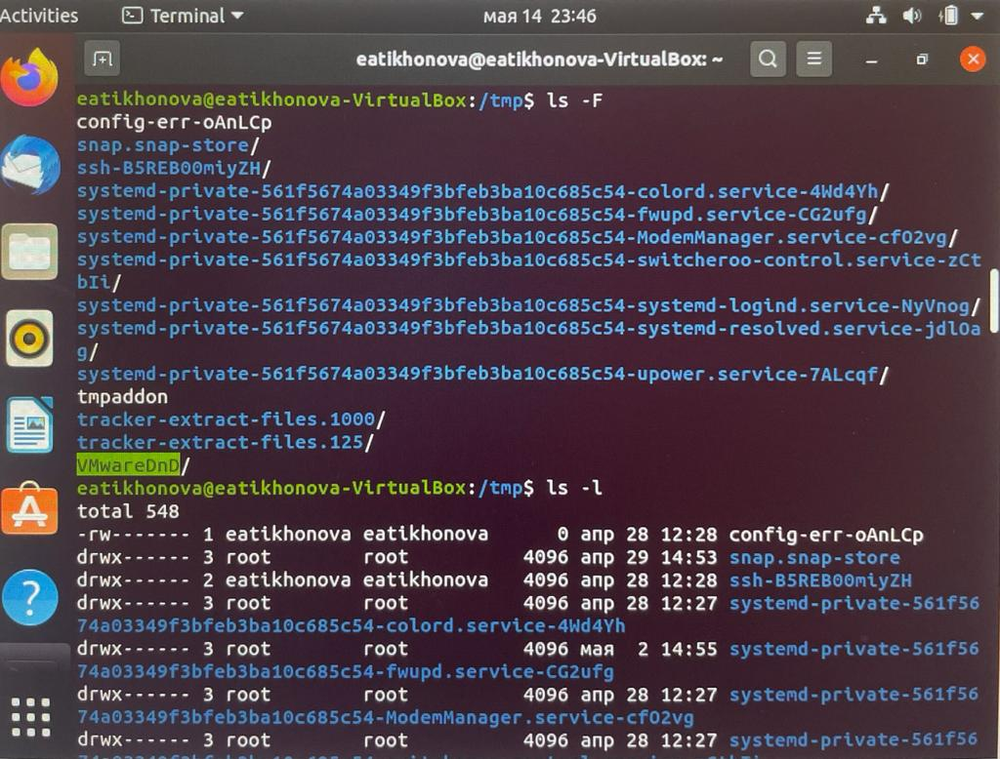 Activities Terminal мая 14 23:46
eatikhonova@eatikhonova-VirtualBox: ~
eatikhonova@eatikhonova-VirtualBox:/tmp$ ls -F
config-err-oAnLCp
snap.snap-store/
ssh-B5REB00miyZH/
systemd-private-561f5674a03349f3bfeb3ba10c685c54-colord.service-4Wd4Yh/
systemd-private-561f5674a03349f3bfeb3ba10c685c54-fwupd.service-CG2ufg/
systemd-private-561f5674a03349f3bfeb3ba10c685c54-ModemManager.service-cfO2vg/
systemd-private-561f5674a03349f3bfeb3ba10c685c54-switcheroo-control.service-zCt
bIi/
systemd-private-561f5674a03349f3bfeb3ba10c685c54-systemd-logind.service-NyVnog/
systemd-private-561f5674a03349f3bfeb3ba10c685c54-systemd-resolved.service-jdlOa
g/
systemd-private-561f5674a03349f3bfeb3ba10c685c54-upower.service-7ALcqf/
tmpaddon
tracker-extract-files.1000/
tracker-extract-files.125/
VMwareDnD/
eatikhonova@eatikhonova-VirtualBox:/tmp$ ls -l
total 548
-rw------- 1 eatikhonova eatikhonova 0 апр 28 12:28 config-err-oAnLCp
drwx------ 3 root root 4096 апр 29 14:53 snap.snap-store
drwx------ 2 eatikhonova eatikhonova 4096 апр 28 12:28 ssh-B5REB00miyZH
drwx------ 3 root root 4096 апр 28 12:27 systemd-private-561f56
74a03349f3bfeb3ba10c685c54-colord.service-4Wd4Yh
drwx------ 3 root root 4096 мая 2 14:55 systemd-private-561f56
74a03349f3bfeb3ba10c685c54-fwupd.service-CG2ufg
drwx------ 3 root root 4096 апр 28 12:27 systemd-private-561f56
74a03349f3bfeb3ba10c685c54-ModemManager.service-cfO2vg
drwx------ 3 root root 4096 апр 28 12:27 systemd-private-561f56